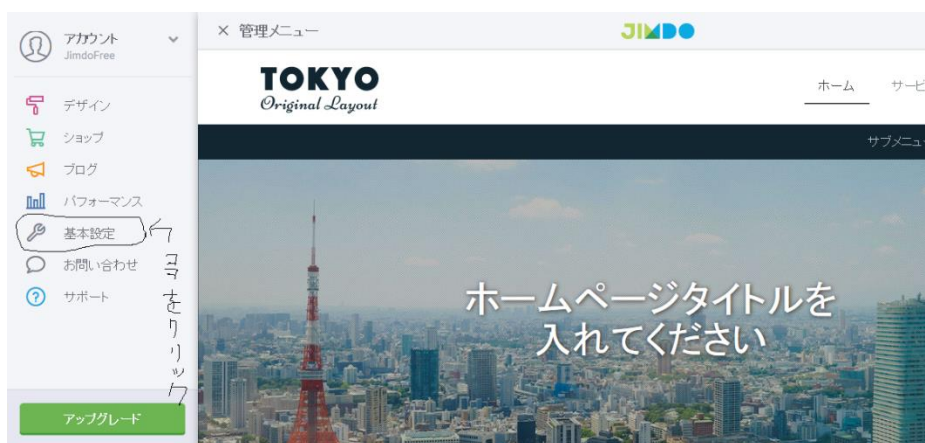 アカウント
JimdoFree
デザイン
ショップ
ブログ
パフォーマンス
基本設定
お問い合わせ
サポート
ココをクリック
アップグレード
× 管理メニュー
JIMDO
TOKYO
Original Layout
ホーム サービ
サブメニュー
ホームページタイトルを
入れてください